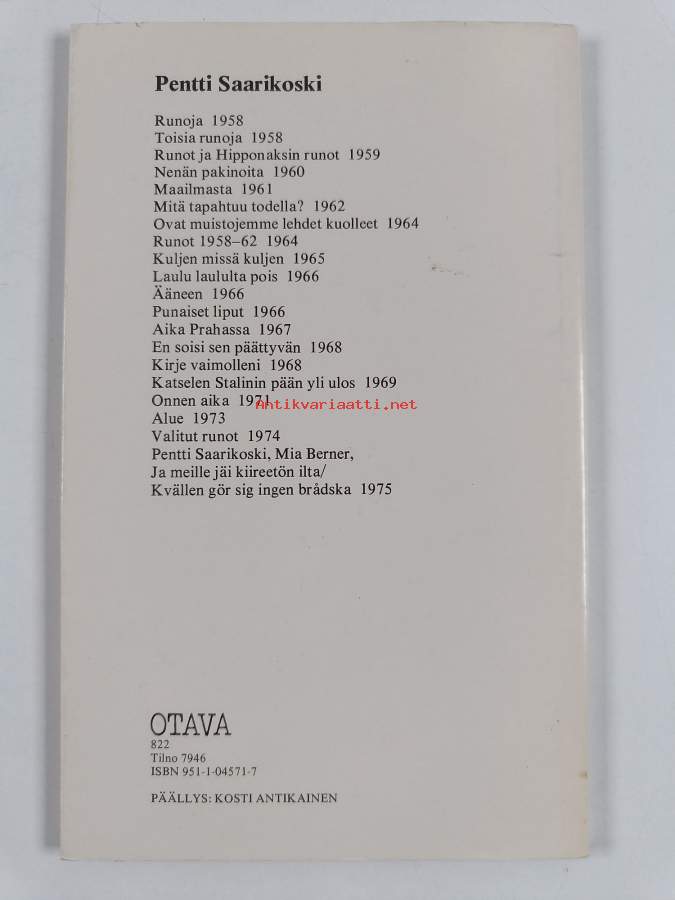 Pentti Saarikoski
Runoja 1958
Toisia runoja 1958
Runot ja Hipponaksin runot 1959
Nenän pakinoita 1960
Maailmasta 1961
Mitä tapahtuu todella? 1962
Ovat muistojemme lehdet kuolleet 1964
Runot 1958–62 1964
Kuljen missä kuljen 1965
Laulu laululta pois 1966
Ääneen 1966
Punaiset liput 1966
Aika Prahassa 1967
En soisi sen päättyvän 1968
Kirje vaimolleni 1968
Katselen Stalinin pään yli ulos 1969
Onnen aika 1971
Antikvariaatti.net
Alue 1973
Valitut runot 1974
Pentti Saarikoski, Mia Berner,
Ja meille jäi kiireetön ilta/
Kvällen gör sig ingen brådska 1975
OTAVA
822
Tilno 7946
ISBN 951-1-04571-7
PÄÄLLYS: KOSTI ANTIKAINEN